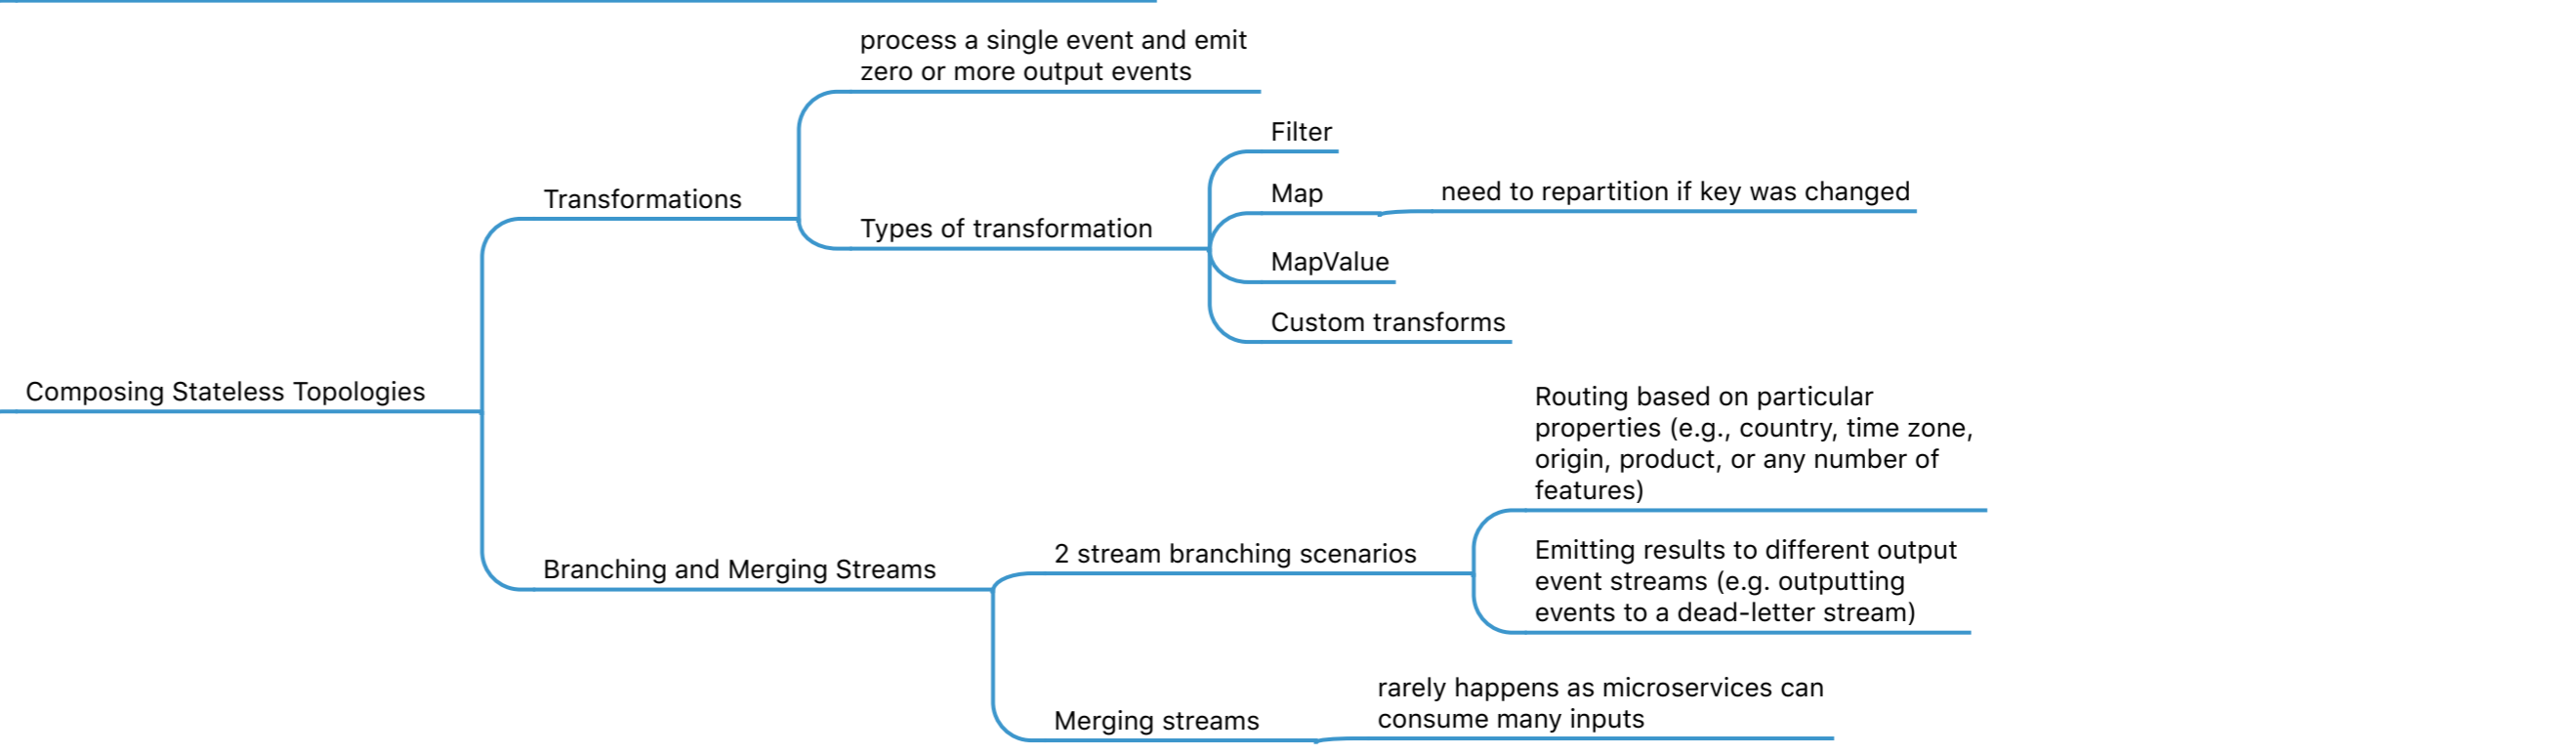 process a single event and emit
zero or more output events
Filter
Map
need to repartition if key was changed
Transformations
Types of transformation
MapValue
Custom transforms
Composing Stateless Topologies
Routing based on particular
properties (e.g., country, time zone,
origin, product, or any number of
features)
2 stream branching scenarios
Emitting results to different output
event streams (e.g. outputting
events to a dead-letter stream)
Branching and Merging Streams
rarely happens as microservices can
consume many inputs
Merging streams